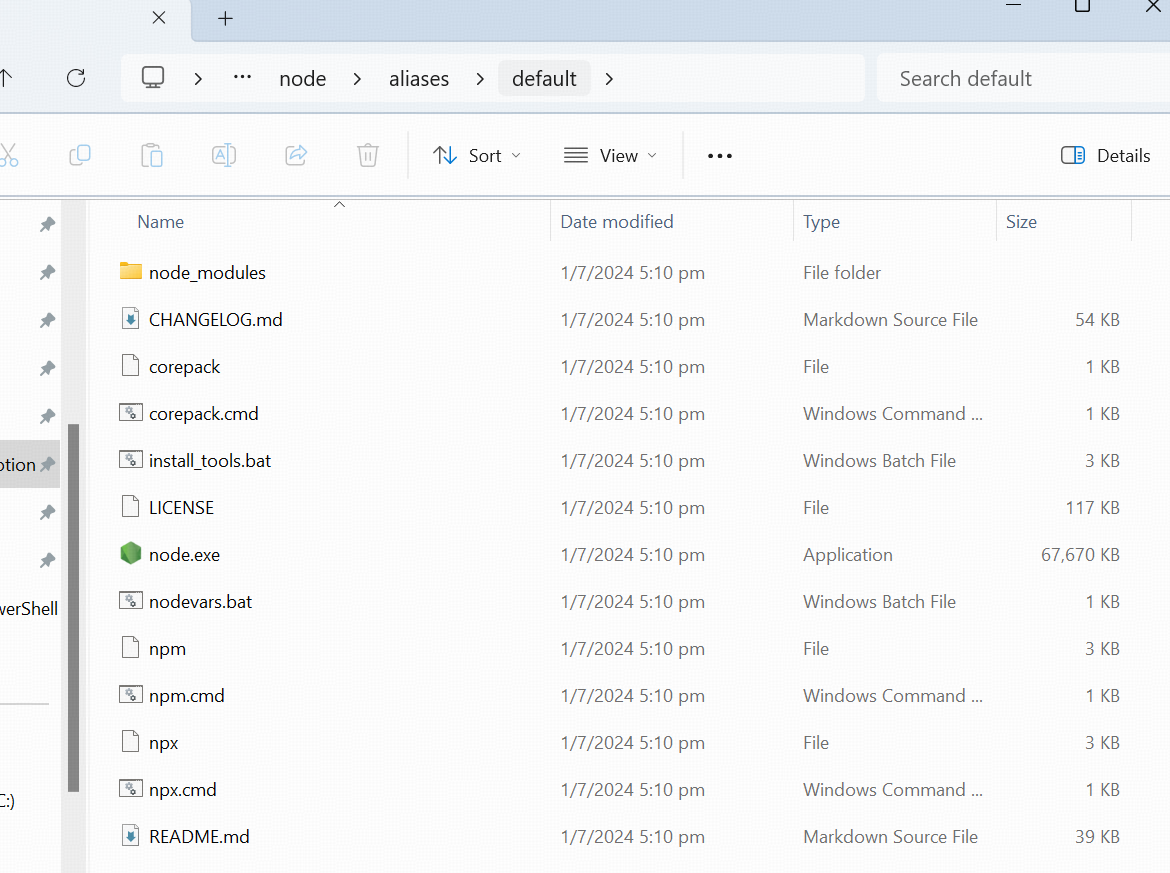 node aliases default Search default
Sort View Details
Name Date modified Type Size
node_modules 1/7/2024 5:10 pm File folder
CHANGELOG.md 1/7/2024 5:10 pm Markdown Source File 54 KB
corepack 1/7/2024 5:10 pm File 1 KB
corepack.cmd 1/7/2024 5:10 pm Windows Command ... 1 KB
otion install_tools.bat 1/7/2024 5:10 pm Windows Batch File 3 KB
LICENSE 1/7/2024 5:10 pm File 117 KB
node.exe 1/7/2024 5:10 pm Application 67,670 KB
werShell nodevars.bat 1/7/2024 5:10 pm Windows Batch File 1 KB
npm 1/7/2024 5:10 pm File 3 KB
npm.cmd 1/7/2024 5:10 pm Windows Command ... 1 KB
npx 1/7/2024 5:10 pm File 3 KB
C:) npx.cmd 1/7/2024 5:10 pm Windows Command ... 1 KB
README.md 1/7/2024 5:10 pm Markdown Source File 39 KB